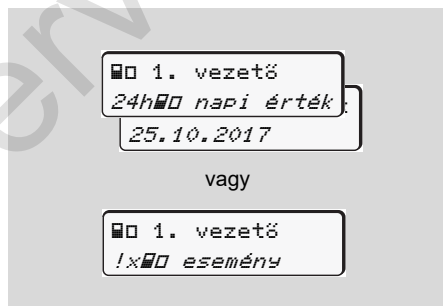 1. vezető
24h napi érték
25.10.2017
vagy
1. vezető
!x esemény